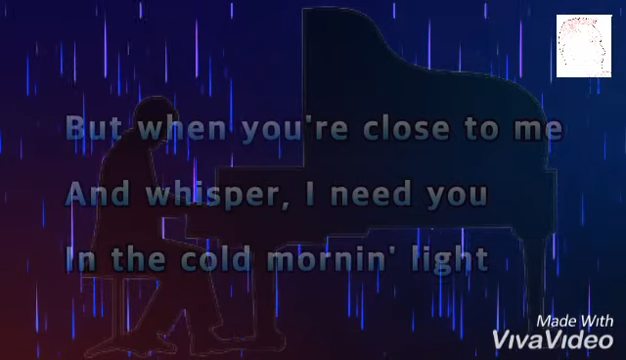 But when you're close to me
And whisper, I need you
In the cold mornin' light
Made With
VivaVideo